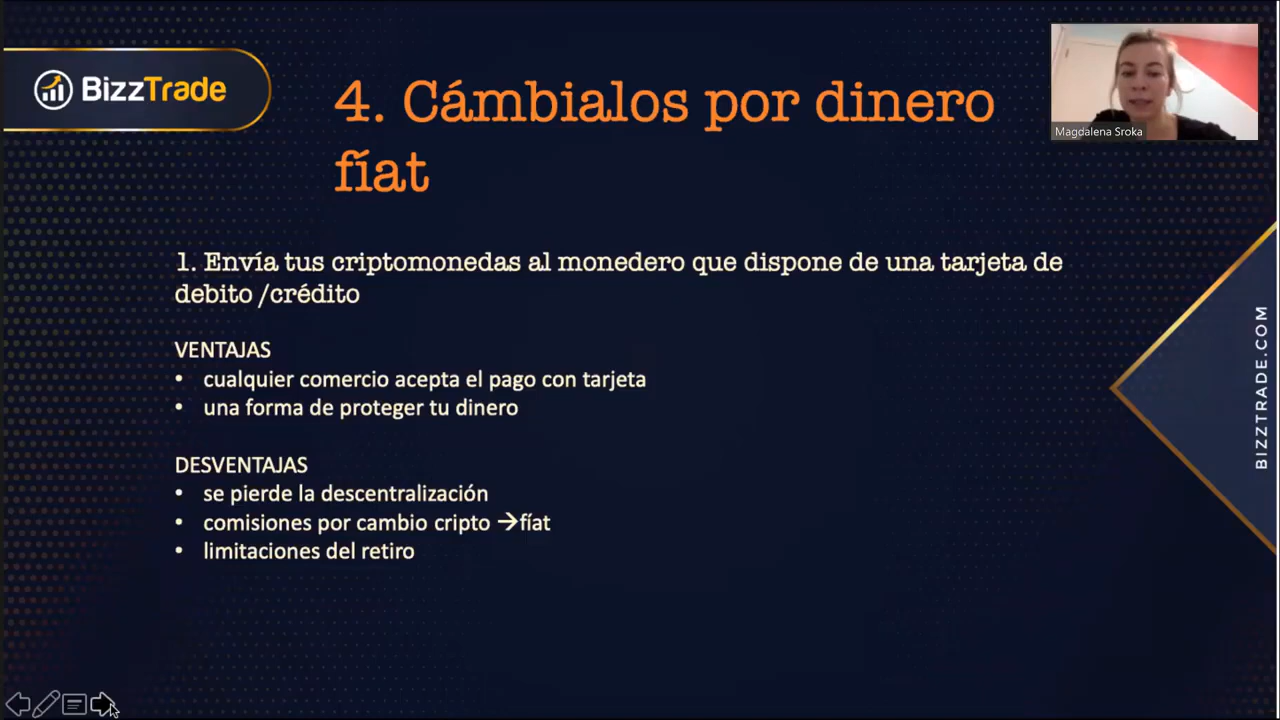 BizzTrade
4. Cámbialos por dinero
fíat
Magdalena Sroka
1. Envía tus criptomonedas al monedero que dispone de una tarjeta de
debito /crédito
VENTAJAS
• cualquier comercio acepta el pago con tarjeta
• una forma de proteger tu dinero
DESVENTAJAS
• se pierde la descentralización
• comisiones por cambio cripto →fíat
• limitaciones del retiro
BIZZTRADE.COM